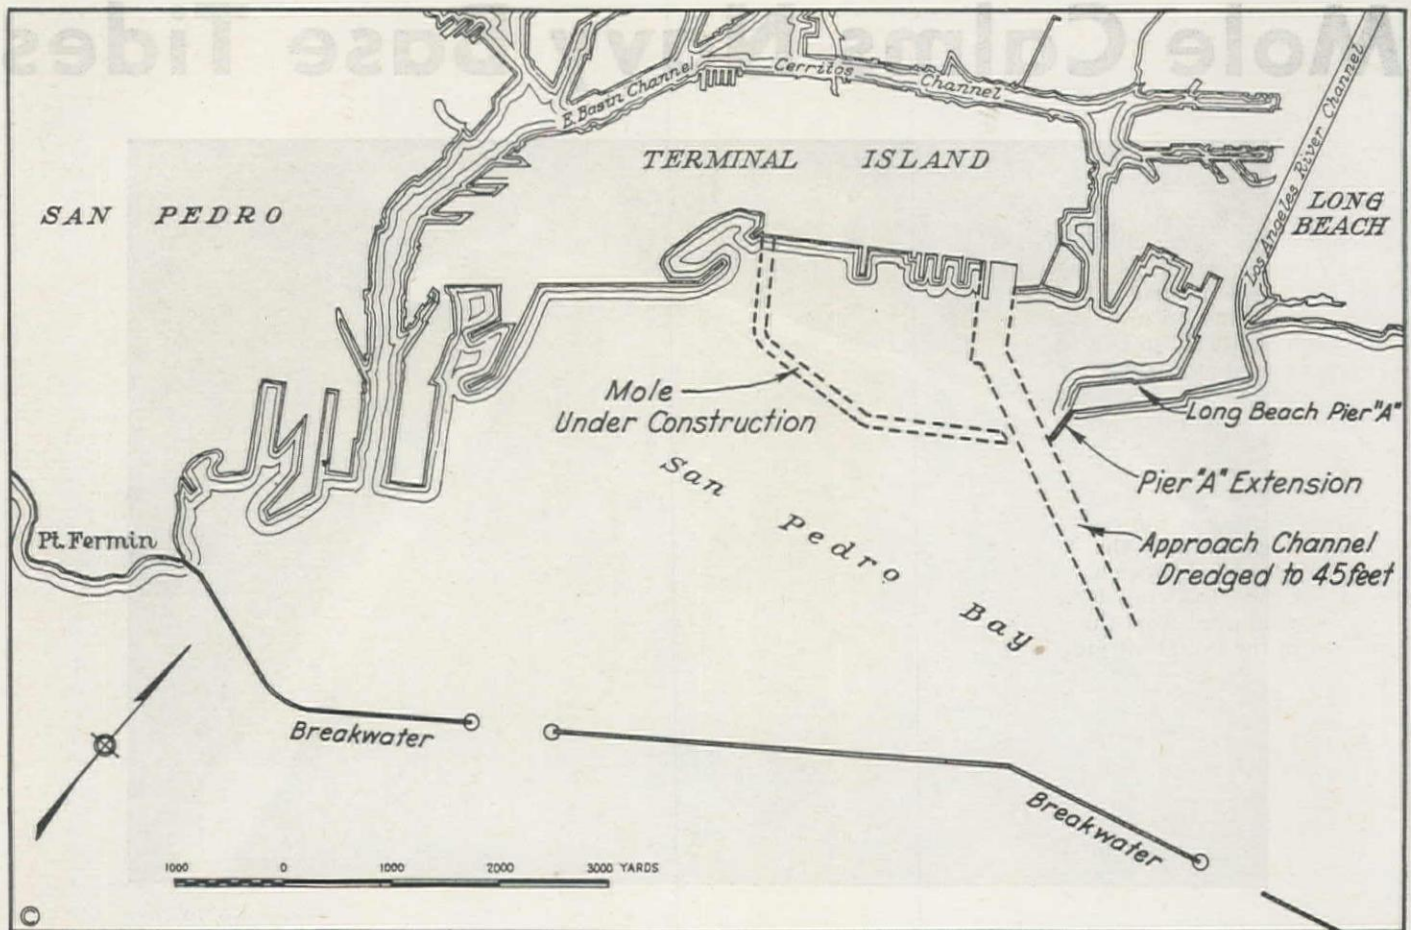 Mole Calms Navy Base Tides
E. Basin Channel
Cerritos
Channel
Los Angeles River Channel
TERMINAL ISLAND
SAN PEDRO
LONG
BEACH
Mole
Under Construction
Long Beach Pier "A"
Pier "A" Extension
San Pedro Bay
Pt. Fermin
Approach Channel
Dredged to 45 feet
Breakwater
Breakwater
1000 0 1000 2000 3000 YARDS
©